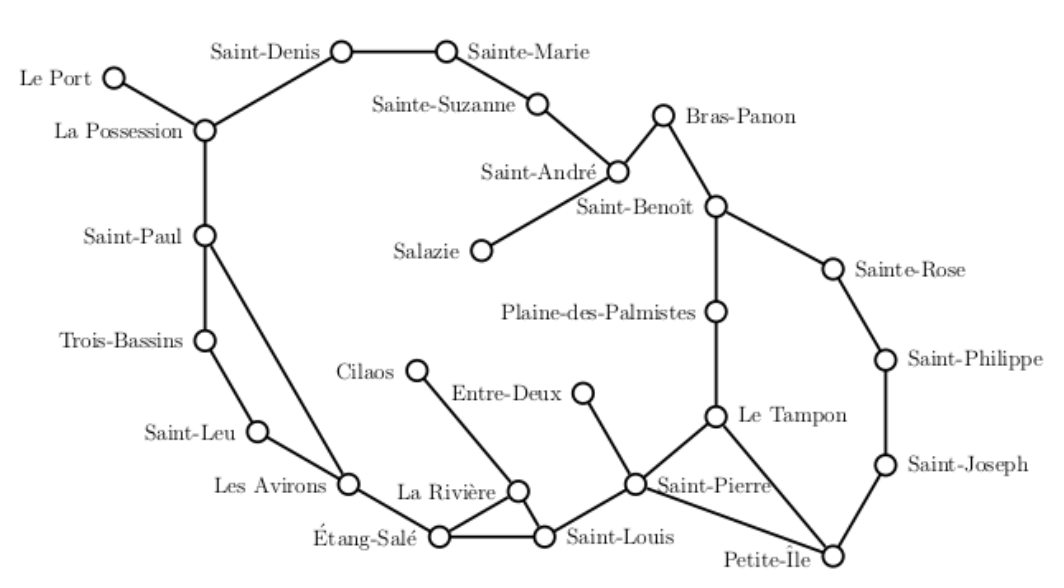 Saint-Denis
Sainte-Marie
Le Port
Sainte-Suzanne
Bras-Panon
La Possession
Saint-André
Saint-Benoît
Saint-Paul
Salazie
Sainte-Rose
Plaine-des-Palmistes
Trois-Bassins
Saint-Philippe
Cilaos
Entre-Deux
Le Tampon
Saint-Leu
Saint-Joseph
Les Avirons
La Rivière
Saint-Pierre
Étang-Salé
Saint-Louis
Petite-Île